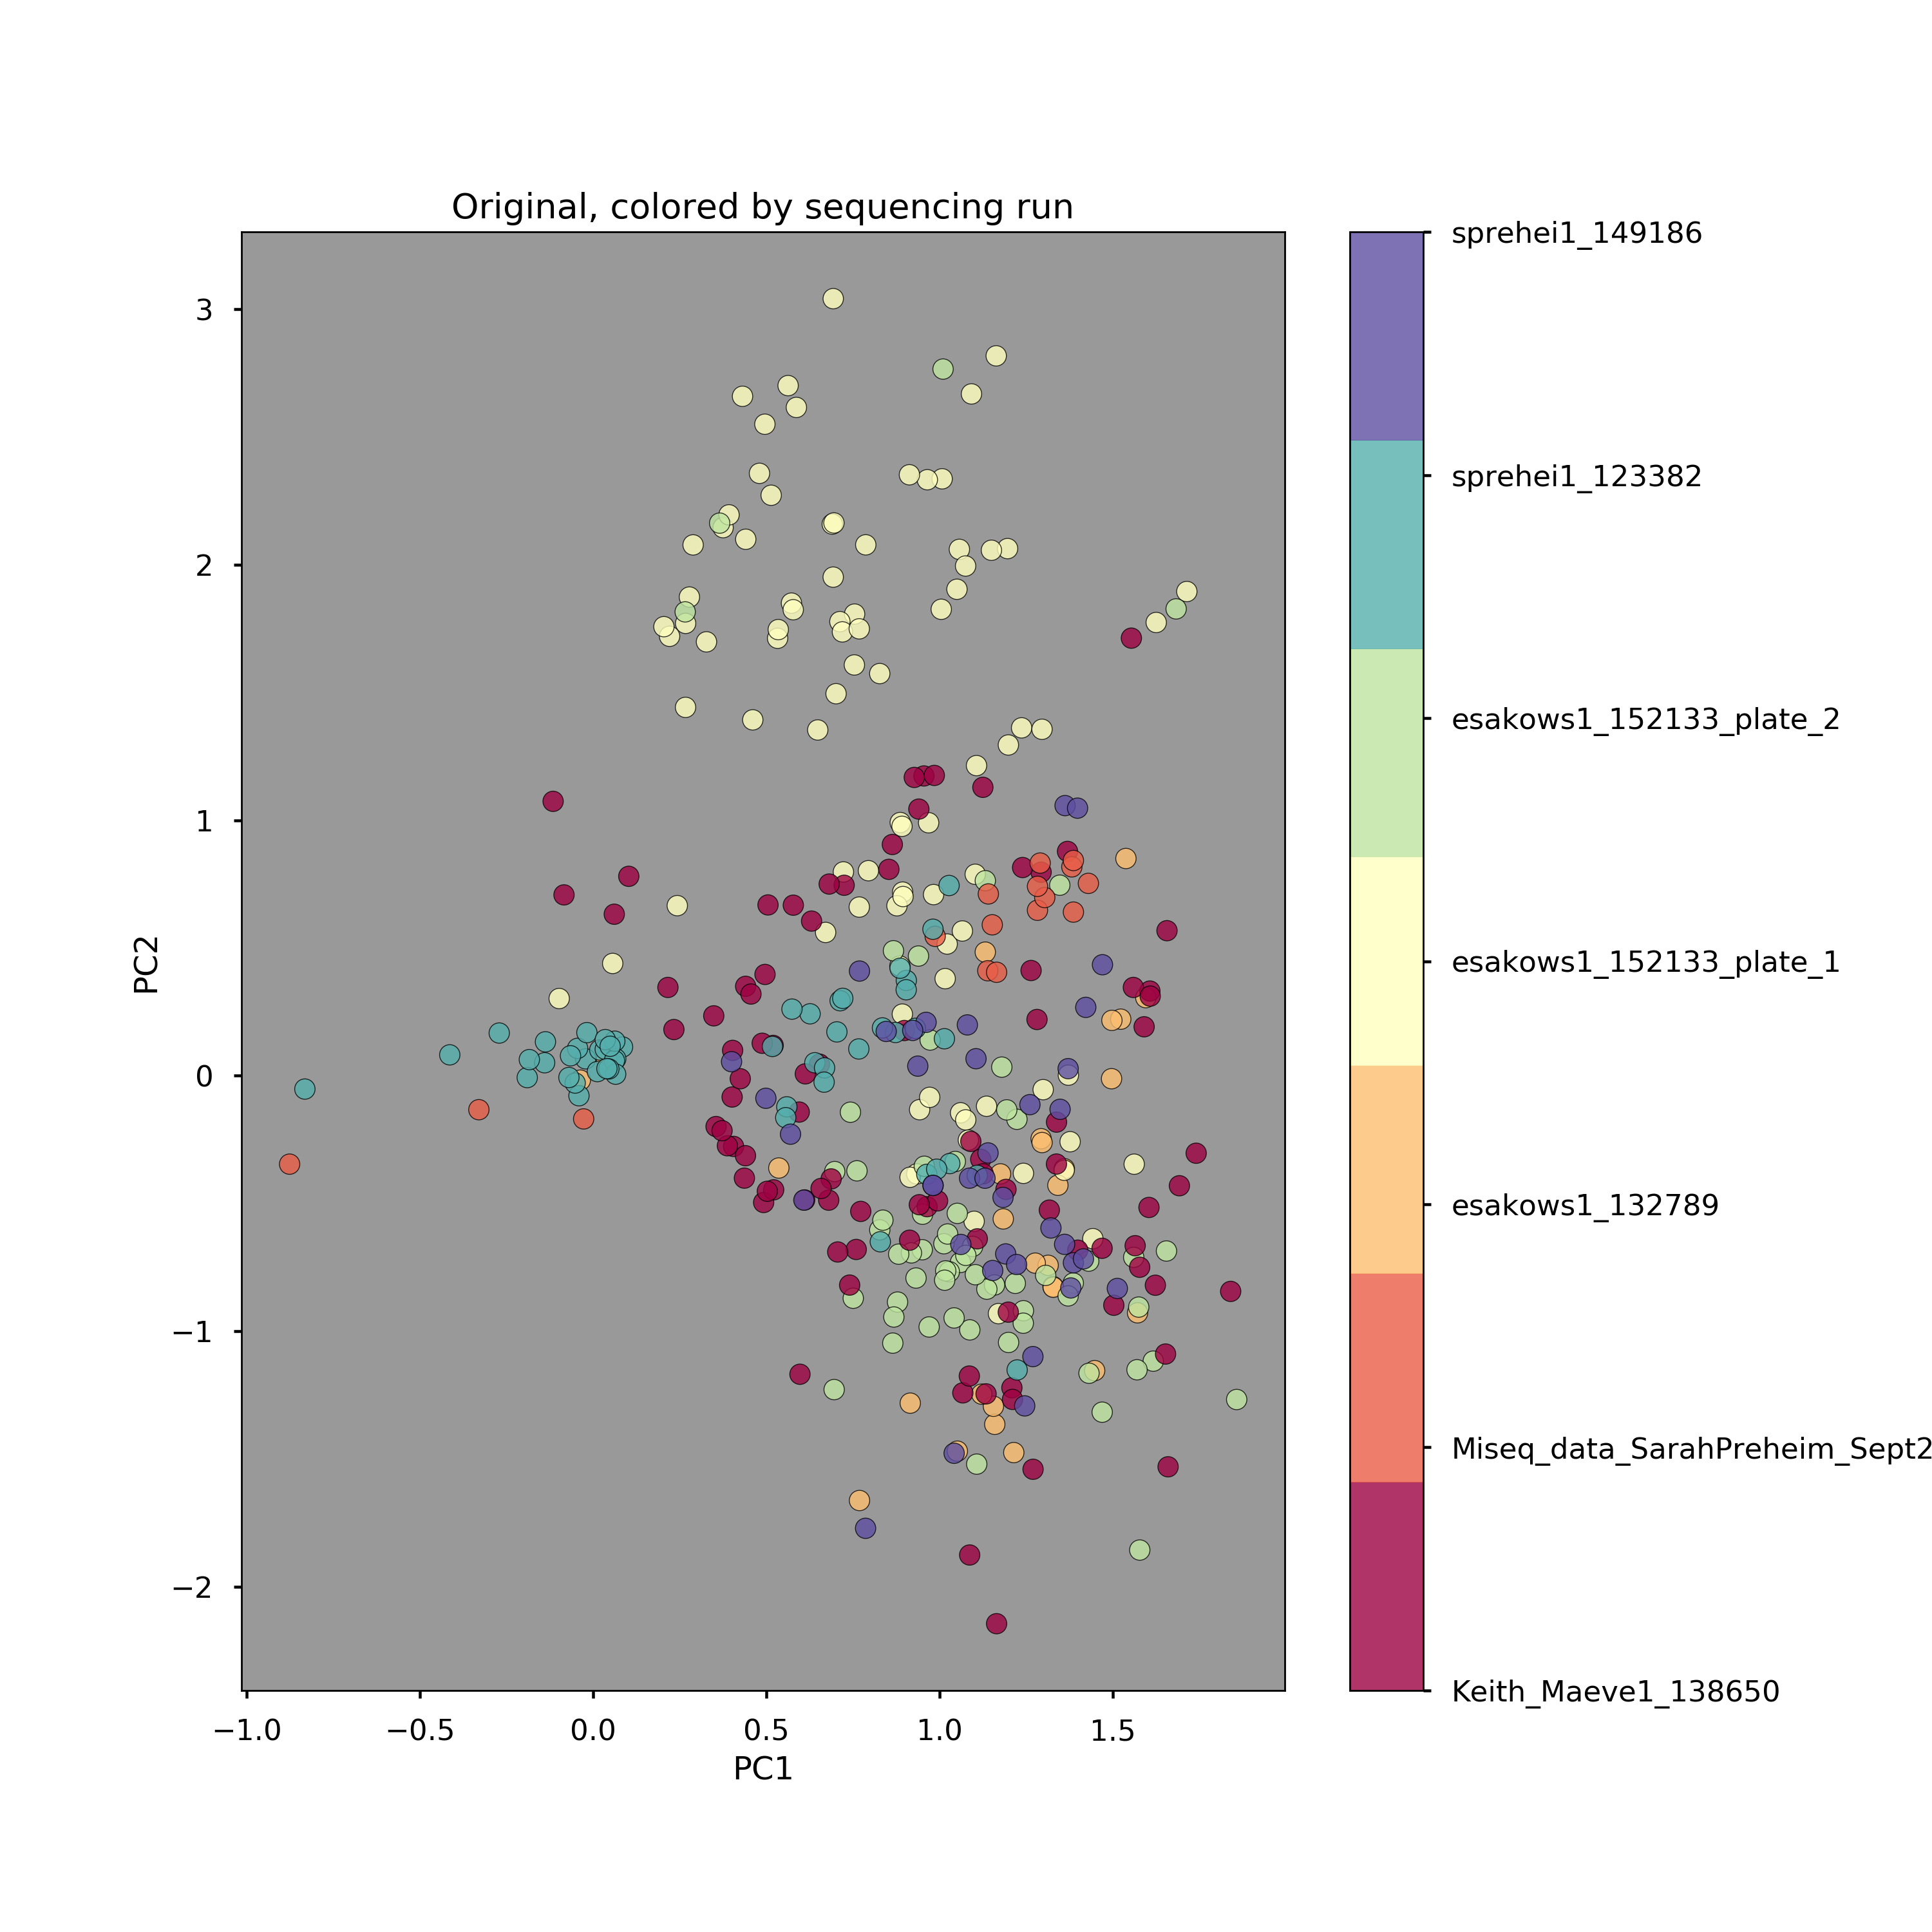 Original, colored by sequencing run
3
2
1
0
−1
−2
PC2
−1.0
−0.5
0.0
0.5
1.0
1.5
PC1
sprehei1_149186
sprehei1_123382
esakows1_152133_plate_2
esakows1_152133_plate_1
esakows1_132789
Miseq_data_SarahPreheim_Sept2
Keith_Maeve1_138650